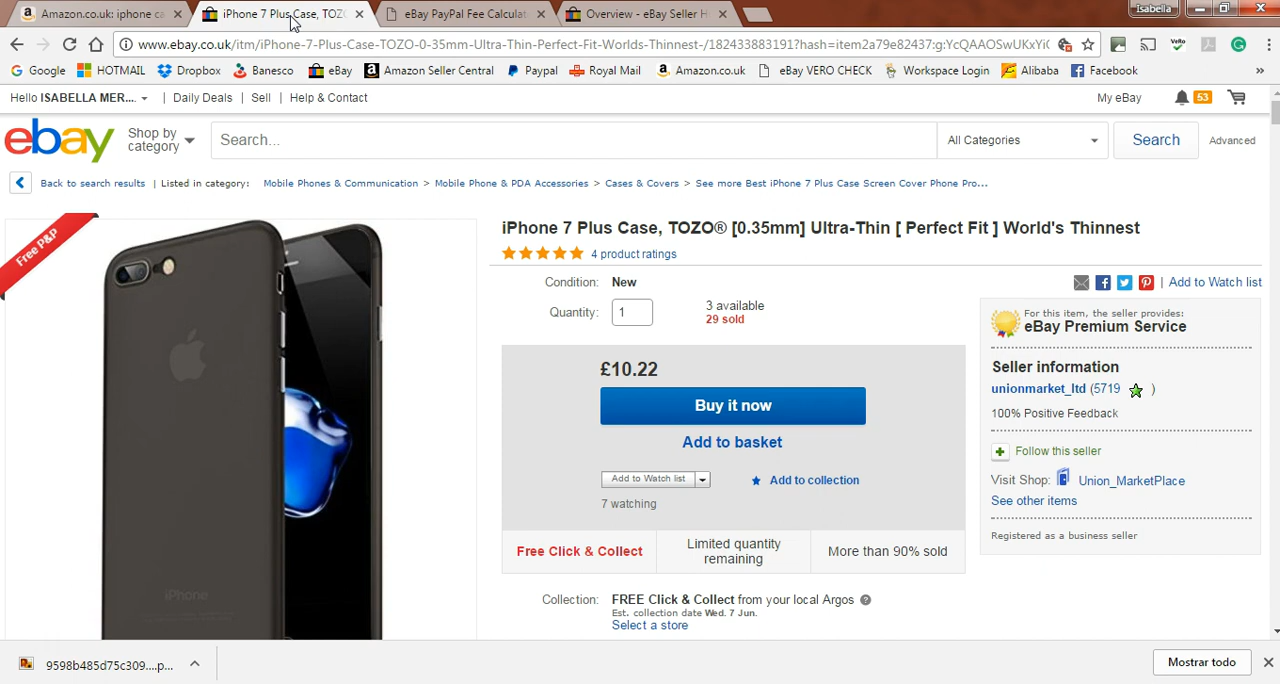 Amazon.co.uk: iphone ca
iPhone 7 Plus Case, TOZ
eBay PayPal Fee Calculat
Overview - eBay Seller H
Isabella
www.ebay.co.uk/itm/iPhone-7-Plus-Case-TOZO-0-35mm-Ultra-Thin-Perfect-Fit-Worlds-Thinnest-/182433883191?hash=item2a79e82437:g:YcQAAOSwUKxYiC
Google HOTMAIL Dropbox Banesco eBay Amazon Seller Central Paypal Royal Mail Amazon.co.uk eBay VERO CHECK Workspace Login Alibaba Facebook »
Hello ISABELLA MER... | Daily Deals | Sell | Help & Contact
My eBay 53
ebay
Shop by category
Search...
All Categories
Search
Advanced
Back to search results | Listed in category: Mobile Phones & Communication > Mobile Phone & PDA Accessories > Cases & Covers > See more Best iPhone 7 Plus Case Screen Cover Phone Pro...
Free P&P
iPhone
iPhone 7 Plus Case, TOZO® [0.35mm] Ultra-Thin [ Perfect Fit ] World's Thinnest
4 product ratings
Condition: New
Quantity: 1
3 available
29 sold
£10.22
Buy it now
Add to basket
Add to Watch list
Add to collection
7 watching
Free Click & Collect
Limited quantity
remaining
More than 90% sold
Collection: FREE Click & Collect from your local Argos
Est. collection date Wed. 7 Jun.
Select a store
| Add to Watch list
For this item, the seller provides:
eBay Premium Service
Seller information
unionmarket_ltd (5719 )
100% Positive Feedback
Follow this seller
Visit Shop: Union_MarketPlace
See other items
Registered as a business seller
9598b485d75c309....p...
Mostrar todo